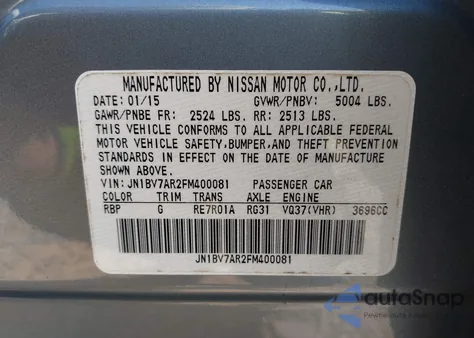 MANUFACTURED BY NISSAN MOTOR CO.,LTD.
DATE: 01/15 GVWR/PNBV: 5004 LBS.
GAWR/PNBE FR: 2524 LBS. RR: 2513 LBS.
THIS VEHICLE CONFORMS TO ALL APPLICABLE FEDERAL
MOTOR VEHICLE SAFETY,BUMPER,AND THEFT PREVENTION
STANDARDS IN EFFECT ON THE DATE OF MANUFACTURE
SHOWN ABOVE.
VIN: JN1BV7AR2FM400081 PASSENGER CAR
COLOR TRIM TRANS AXLE ENGINE
RBP G RE7R01A RG31 VQ37(VHR) 3696CC
JN1BV7AR2FM400081
autoSnap